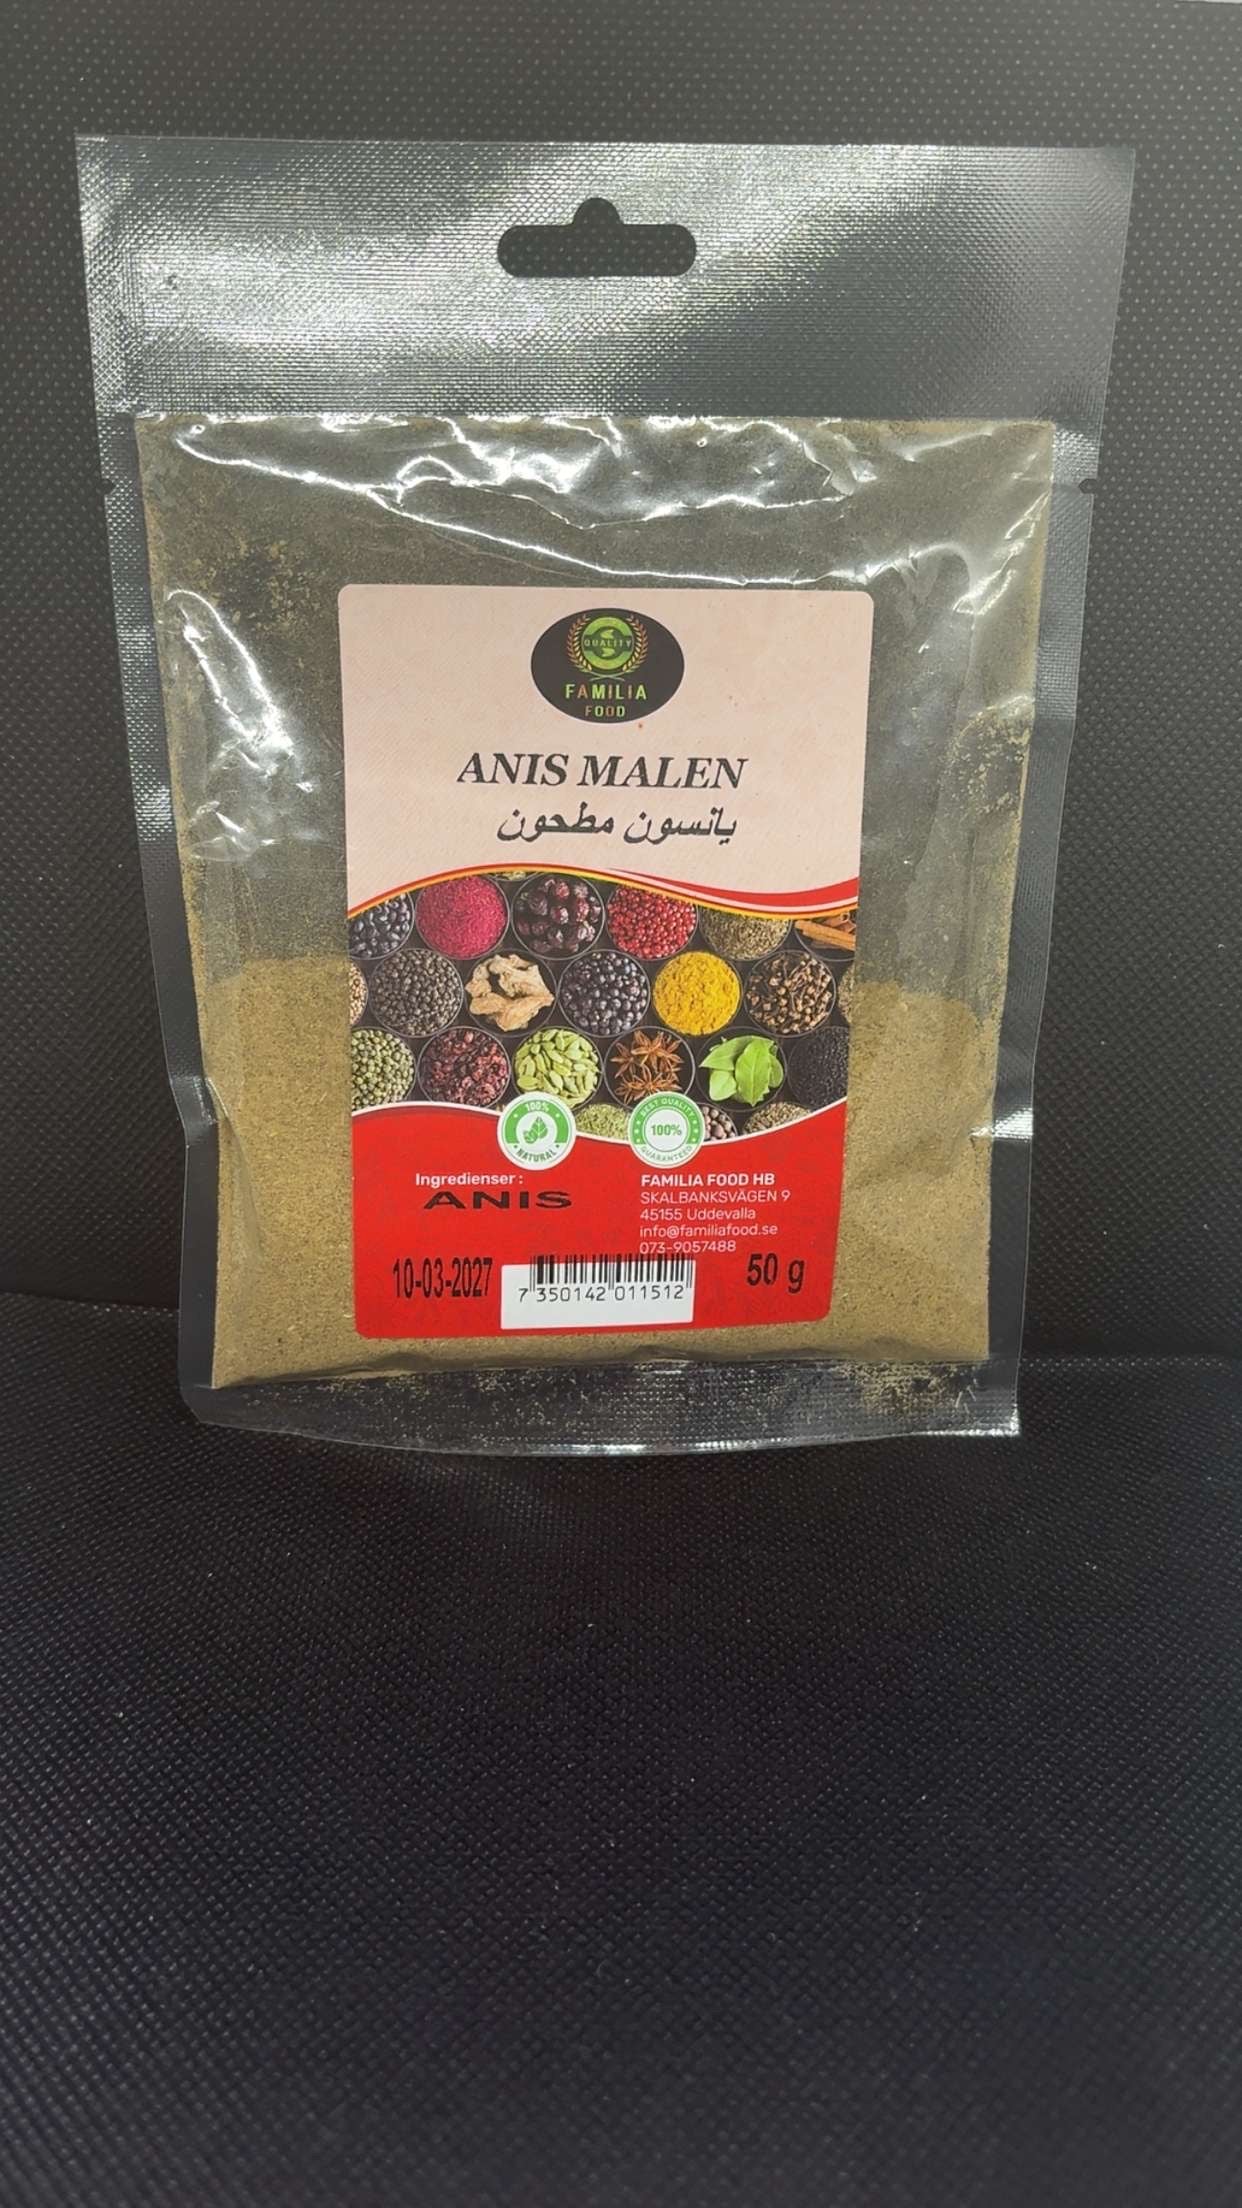 QUALITY
FAMILIA
FOOD
ANIS MALEN
يانسون مطحون
100%
NATURAL
BEST QUALITY
100%
GUARANTEED
Ingredienser :
ANIS
FAMILIA FOOD HB
SKALBANKSVÄGEN 9
45155 Uddevalla
info@familiafood.se
073-9057488
10-03-2027
7 350142 011512
50 g